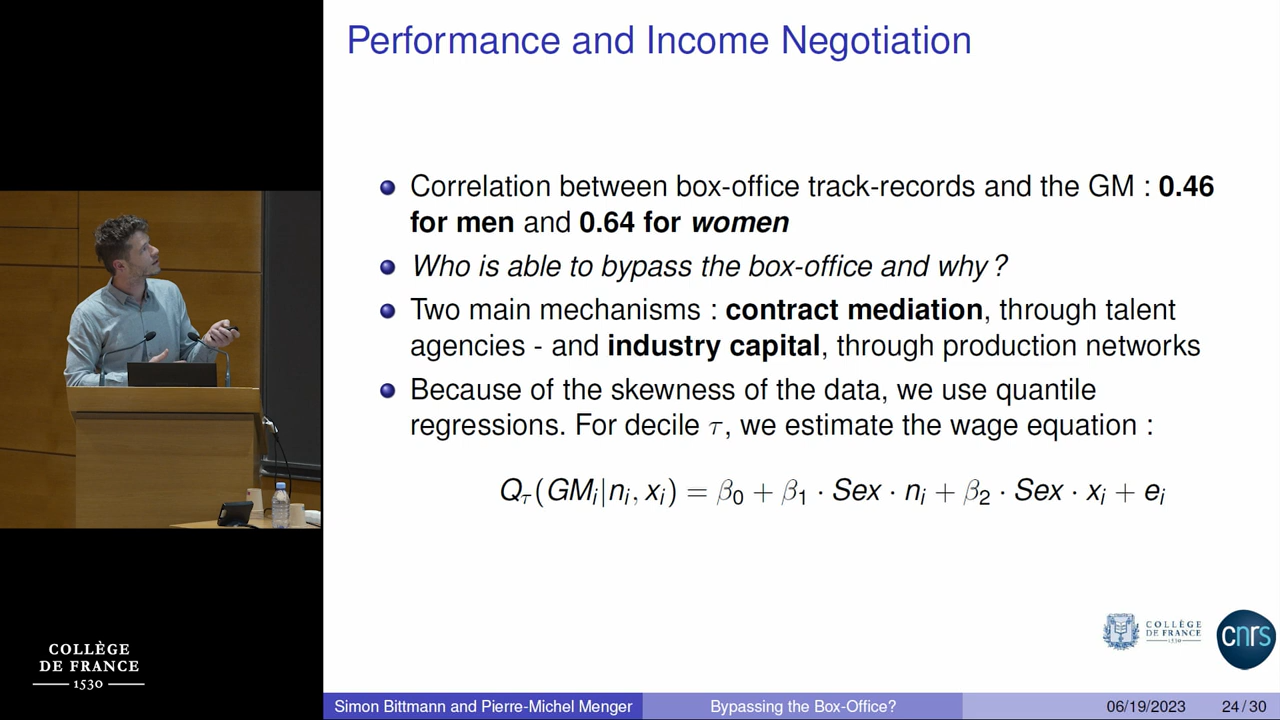 Performance and Income Negotiation
Correlation between box-office track-records and the GM : 0.46
for men and 0.64 for women
Who is able to bypass the box-office and why ?
Two main mechanisms : contract mediation, through talent
agencies - and industry capital, through production networks
Because of the skewness of the data, we use quantile
regressions. For decile τ, we estimate the wage equation :
Qτ(GMᵢ|nᵢ, xᵢ) = β₀ + β₁ · Sex · nᵢ + β₂ · Sex · xᵢ + eᵢ
COLLÈGE
DE FRANCE
1530
cnrs
COLLÈGE
DE FRANCE
1530
Simon Bittmann and Pierre-Michel Menger Bypassing the Box-Office? 06/19/2023 24 / 30